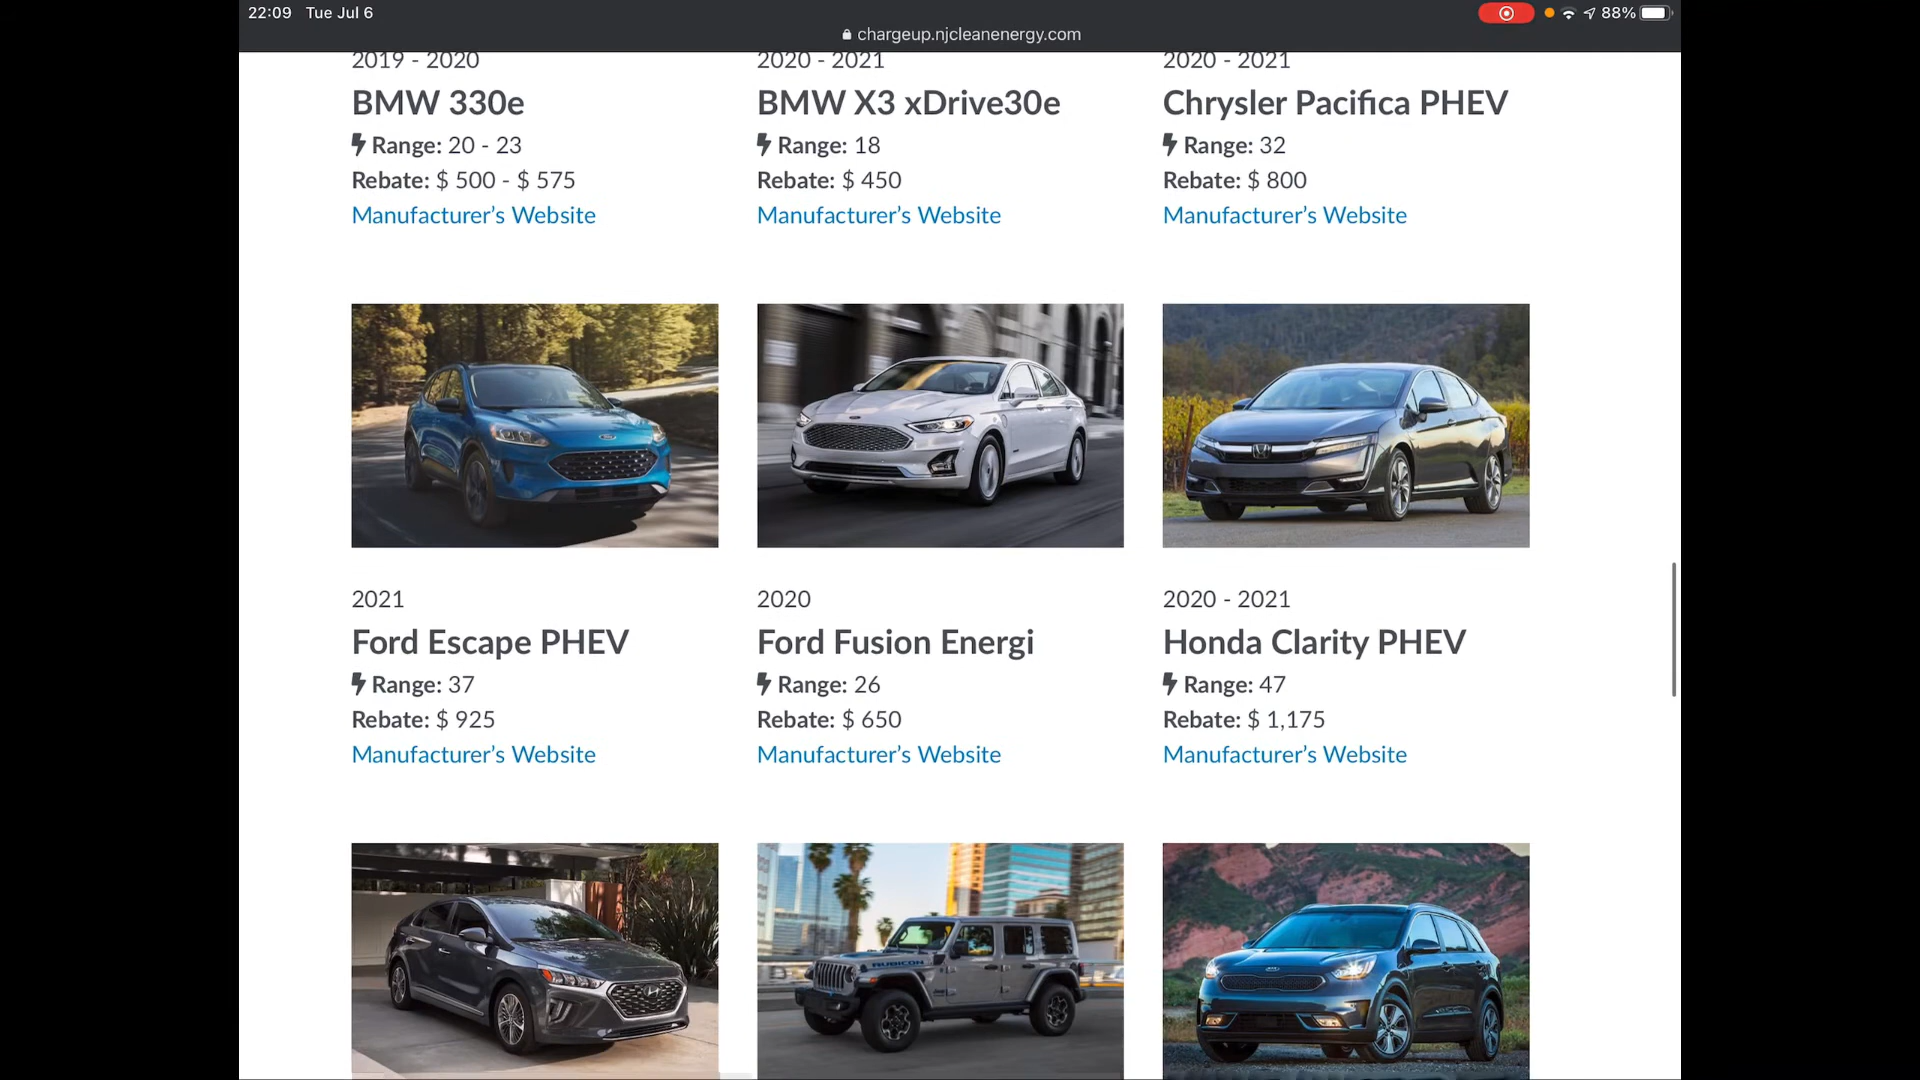 22:09 Tue Jul 6
88%
chargeup.njcleanenergy.com
2019 - 2020
BMW 330e
Range: 20 - 23
Rebate: $ 500 - $ 575
Manufacturer’s Website
2020 - 2021
BMW X3 xDrive30e
Range: 18
Rebate: $ 450
Manufacturer’s Website
2020 - 2021
Chrysler Pacifica PHEV
Range: 32
Rebate: $ 800
Manufacturer’s Website
2021
Ford Escape PHEV
Range: 37
Rebate: $ 925
Manufacturer’s Website
2020
Ford Fusion Energi
Range: 26
Rebate: $ 650
Manufacturer’s Website
2020 - 2021
Honda Clarity PHEV
Range: 47
Rebate: $ 1,175
Manufacturer’s Website
RUBICON